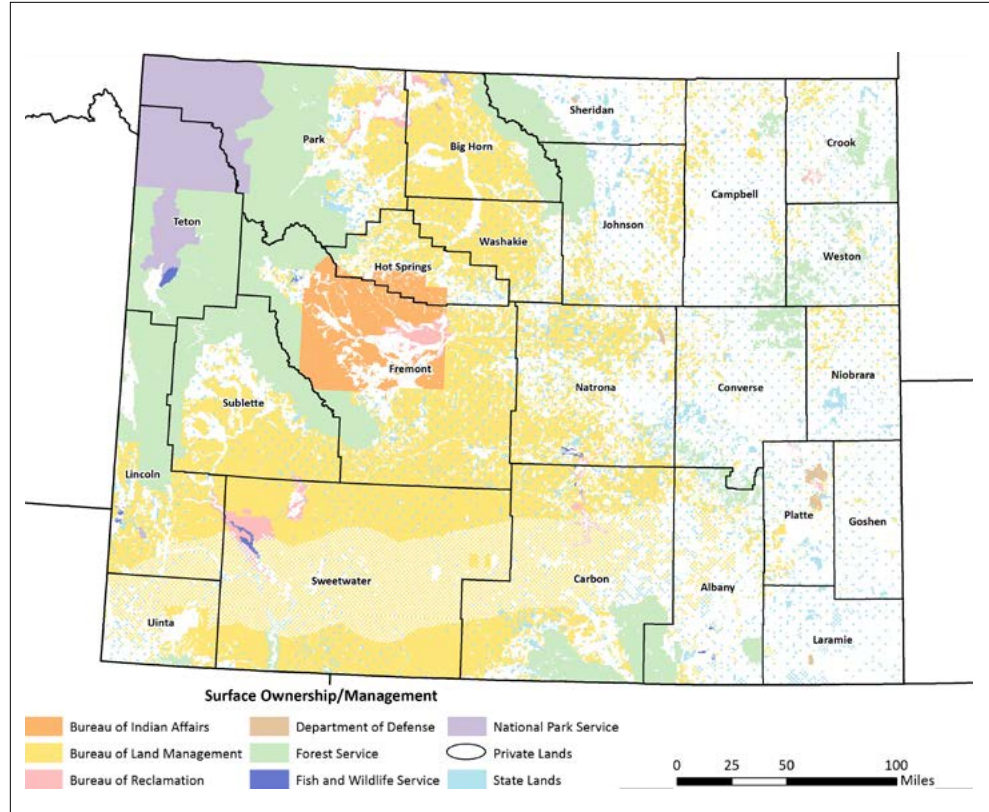 Sheridan
Park
Big Horn
Crook
Campbell
Teton
Johnson
Washakie
Weston
Hot Springs
Fremont
Natrona
Converse
Niobrara
Sublette
Lincoln
Platte
Goshen
Sweetwater
Carbon
Albany
Uinta
Laramie
Surface Ownership/Management
Bureau of Indian Affairs
Department of Defense
National Park Service
Bureau of Land Management
Forest Service
Private Lands
Bureau of Reclamation
Fish and Wildlife Service
State Lands
0 25 50 100
Miles